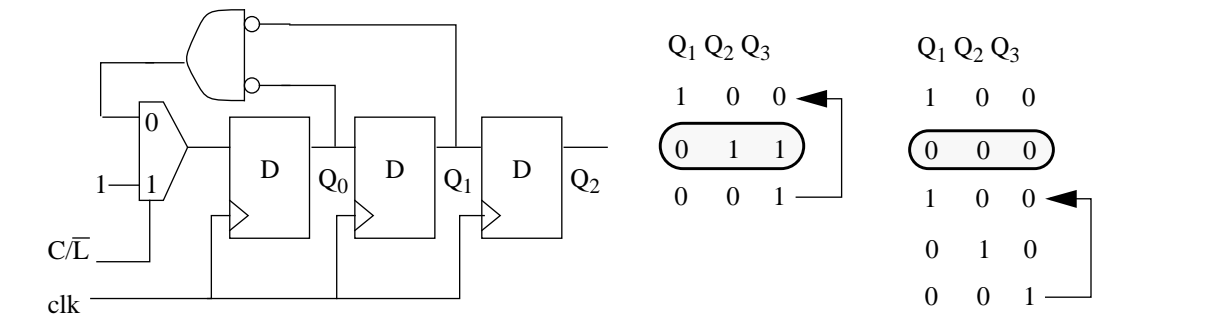 0
1 1
D Q₀ D Q₁ D Q₂
C/L̅
clk
Q₁ Q₂ Q₃
1 0 0
0 1 1
0 0 1
Q₁ Q₂ Q₃
1 0 0
0 0 0
1 0 0
0 1 0
0 0 1